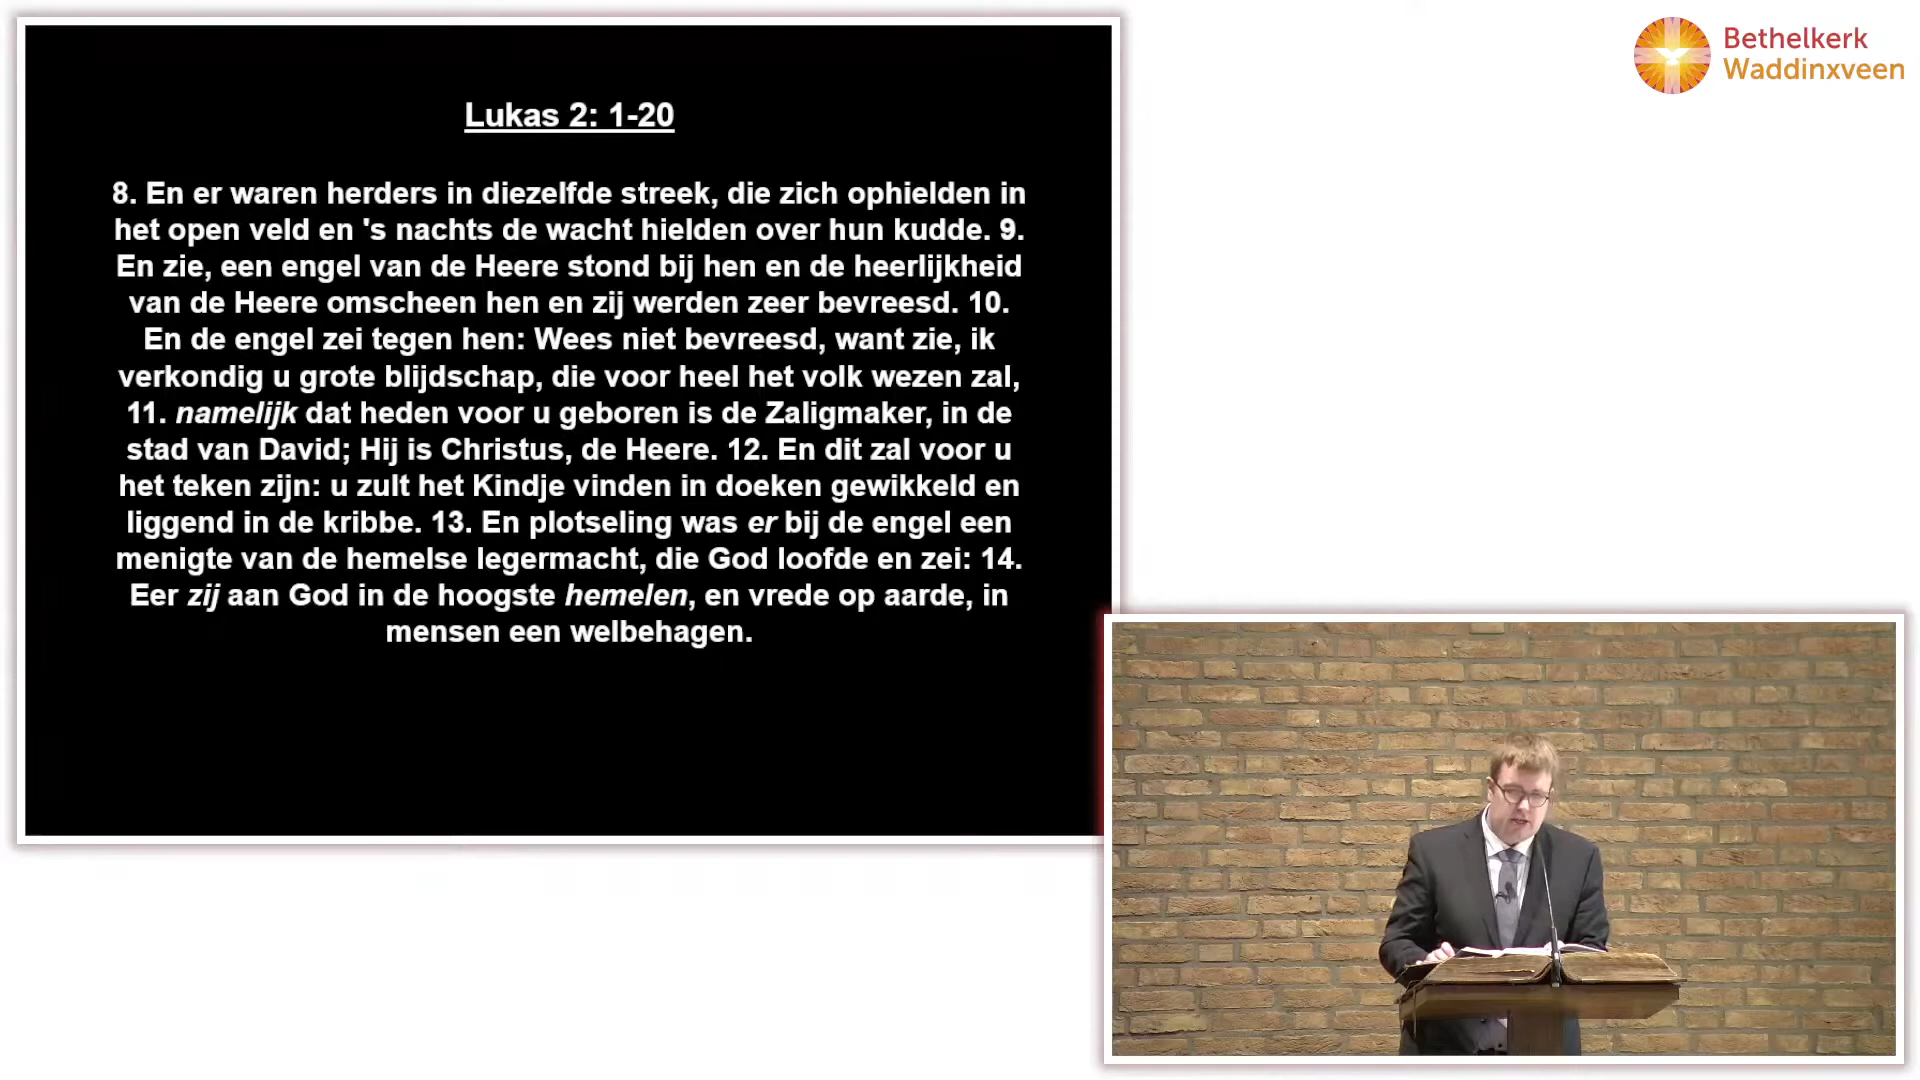 Bethelkerk
Waddinxveen
Lukas 2: 1-20
8. En er waren herders in diezelfde streek, die zich ophielden in
het open veld en 's nachts de wacht hielden over hun kudde. 9.
En zie, een engel van de Heere stond bij hen en de heerlijkheid
van de Heere omscheen hen en zij werden zeer bevreesd. 10.
En de engel zei tegen hen: Wees niet bevreesd, want zie, ik
verkondig u grote blijdschap, die voor heel het volk wezen zal,
11. namelijk dat heden voor u geboren is de Zaligmaker, in de
stad van David; Hij is Christus, de Heere. 12. En dit zal voor u
het teken zijn: u zult het Kindje vinden in doeken gewikkeld en
liggend in de kribbe. 13. En plotseling was er bij de engel een
menigte van de hemelse legermacht, die God loofde en zei: 14.
Eer zij aan God in de hoogste hemelen, en vrede op aarde, in
mensen een welbehagen.